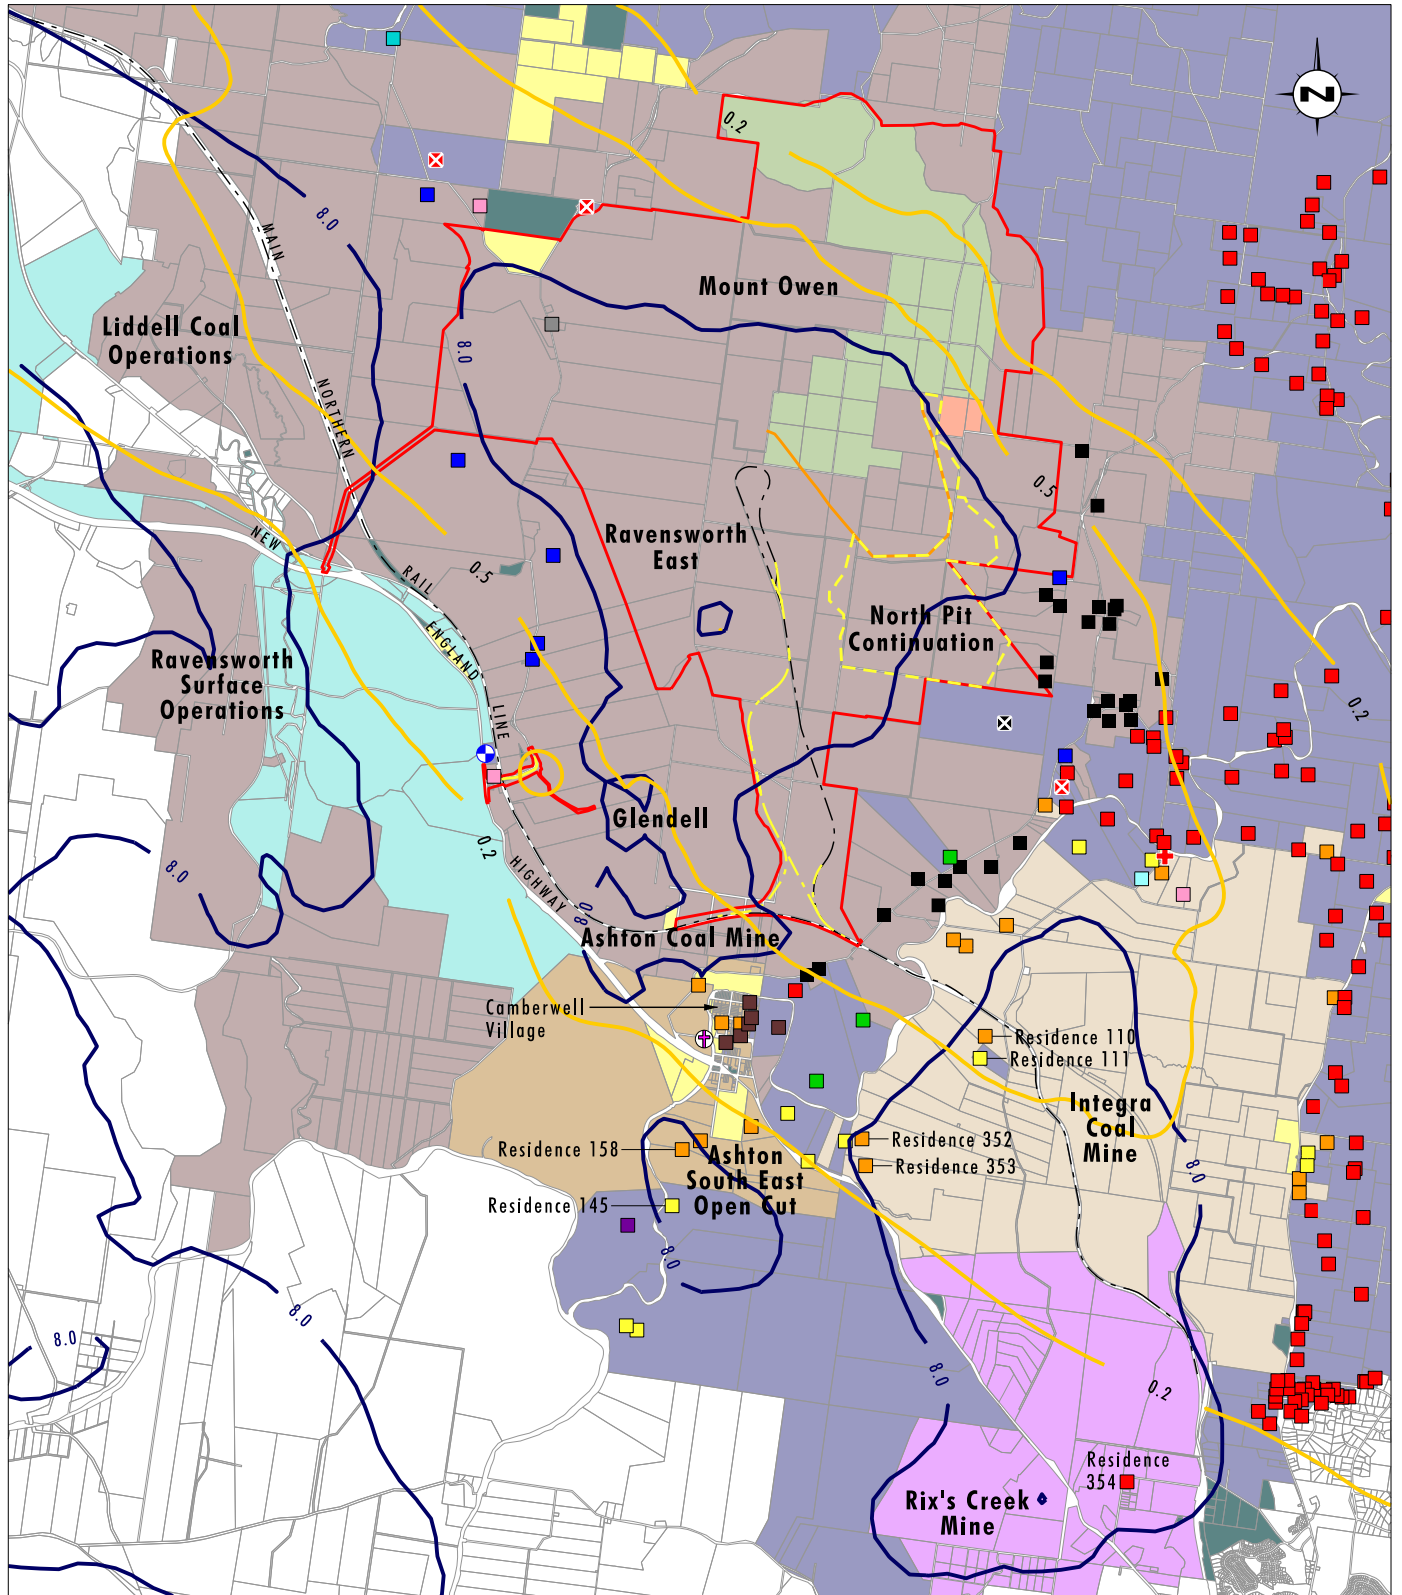 N
0.2
8.0
MAIN
Mount Owen
Liddell Coal
Operations
8.0
NORTHERN
0.5
Ravensworth
East
NEW
RAIL
0.5
North Pit
Continuation
ENGLAND
Ravensworth
Surface
Operations
LINE
0.2
Glendell
0.2
HIGHWAY
8.0
8.0
Ashton Coal Mine
Camberwell
Village
Residence 110
Residence 111
Integra
Coal
Mine
Residence 352
Residence 158
Ashton
South East
Open Cut
Residence 353
8.0
Residence 145
8.0
8.0
8.0
8.0
0.2
Residence
354
Rix's Creek
Mine